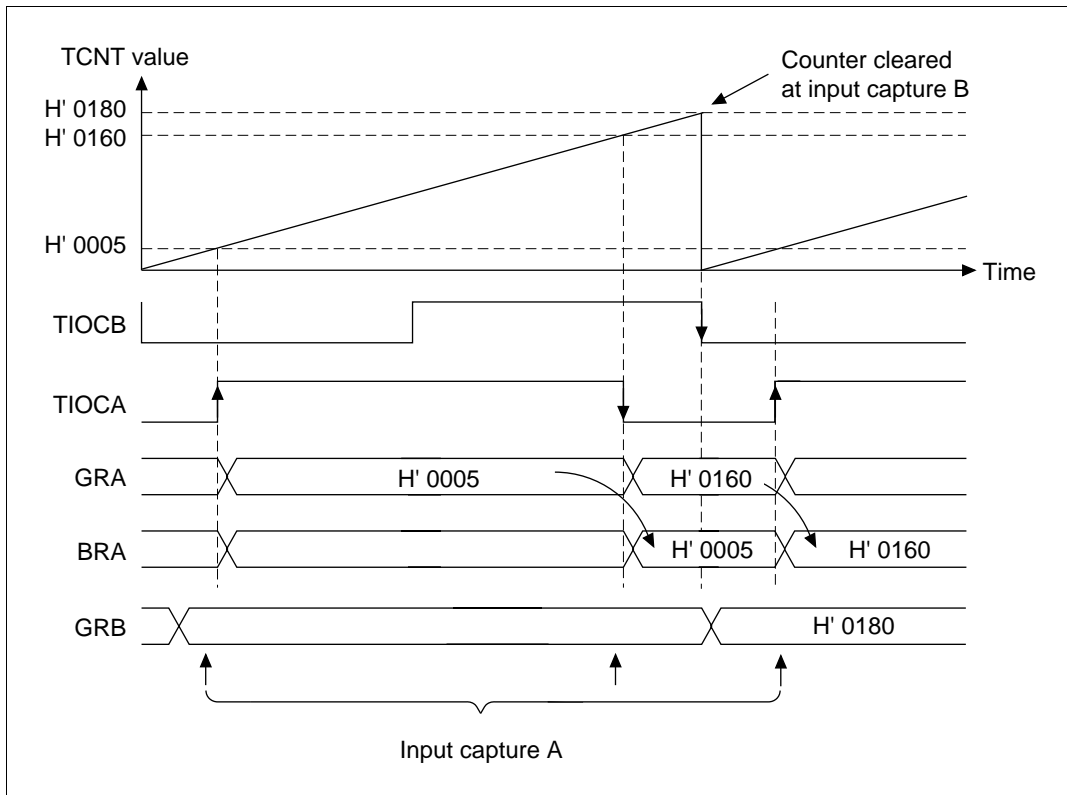 TCNT value
Counter cleared
at input capture B
H' 0180
H' 0160
H' 0005
Time
TIOCB
TIOCA
GRA
H' 0005
H' 0160
BRA
H' 0005
H' 0160
GRB
H' 0180
Input capture A